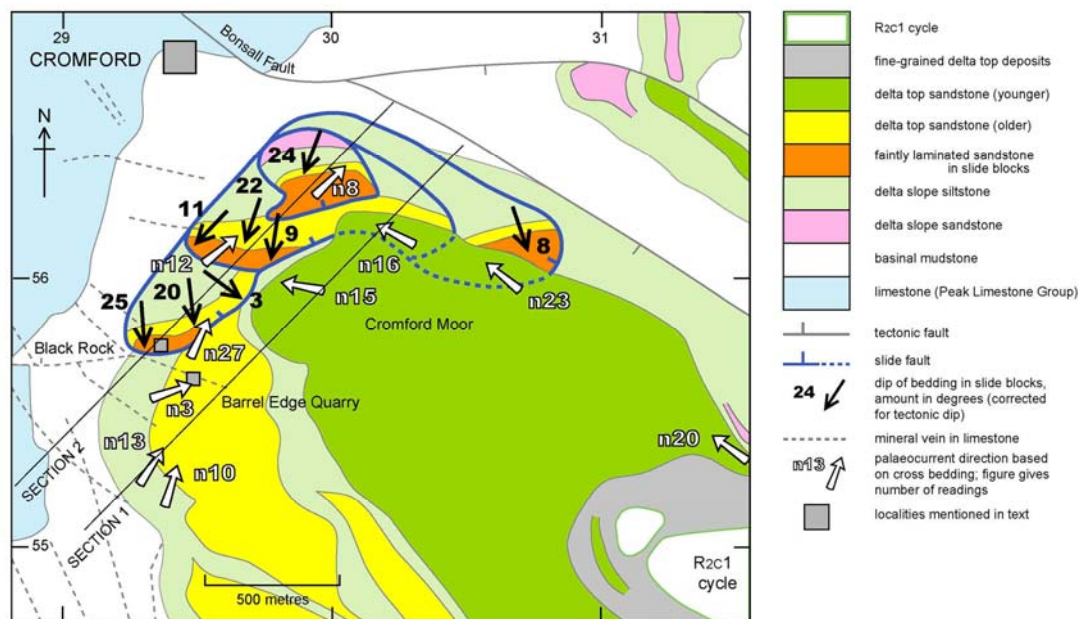 29
30
31
CROMFORD
Bonsall Fault
N
24
n8
22
11
9
8
n12
n16
56
20
3
n15
n23
25
Cromford Moor
Black Rock
n27
n3
Barrel Edge Quarry
n13
n20
n10
SECTION 2
SECTION 1
55
500 metres
R2C1
cycle
R2C1 cycle
fine-grained delta top deposits
delta top sandstone (younger)
delta top sandstone (older)
faintly laminated sandstone
in slide blocks
delta slope siltstone
delta slope sandstone
basinal mudstone
limestone (Peak Limestone Group)
tectonic fault
slide fault
24
dip of bedding in slide blocks,
amount in degrees (corrected
for tectonic dip)
mineral vein in limestone
n13
palaeocurrent direction based
on cross bedding; figure gives
number of readings
localities mentioned in text